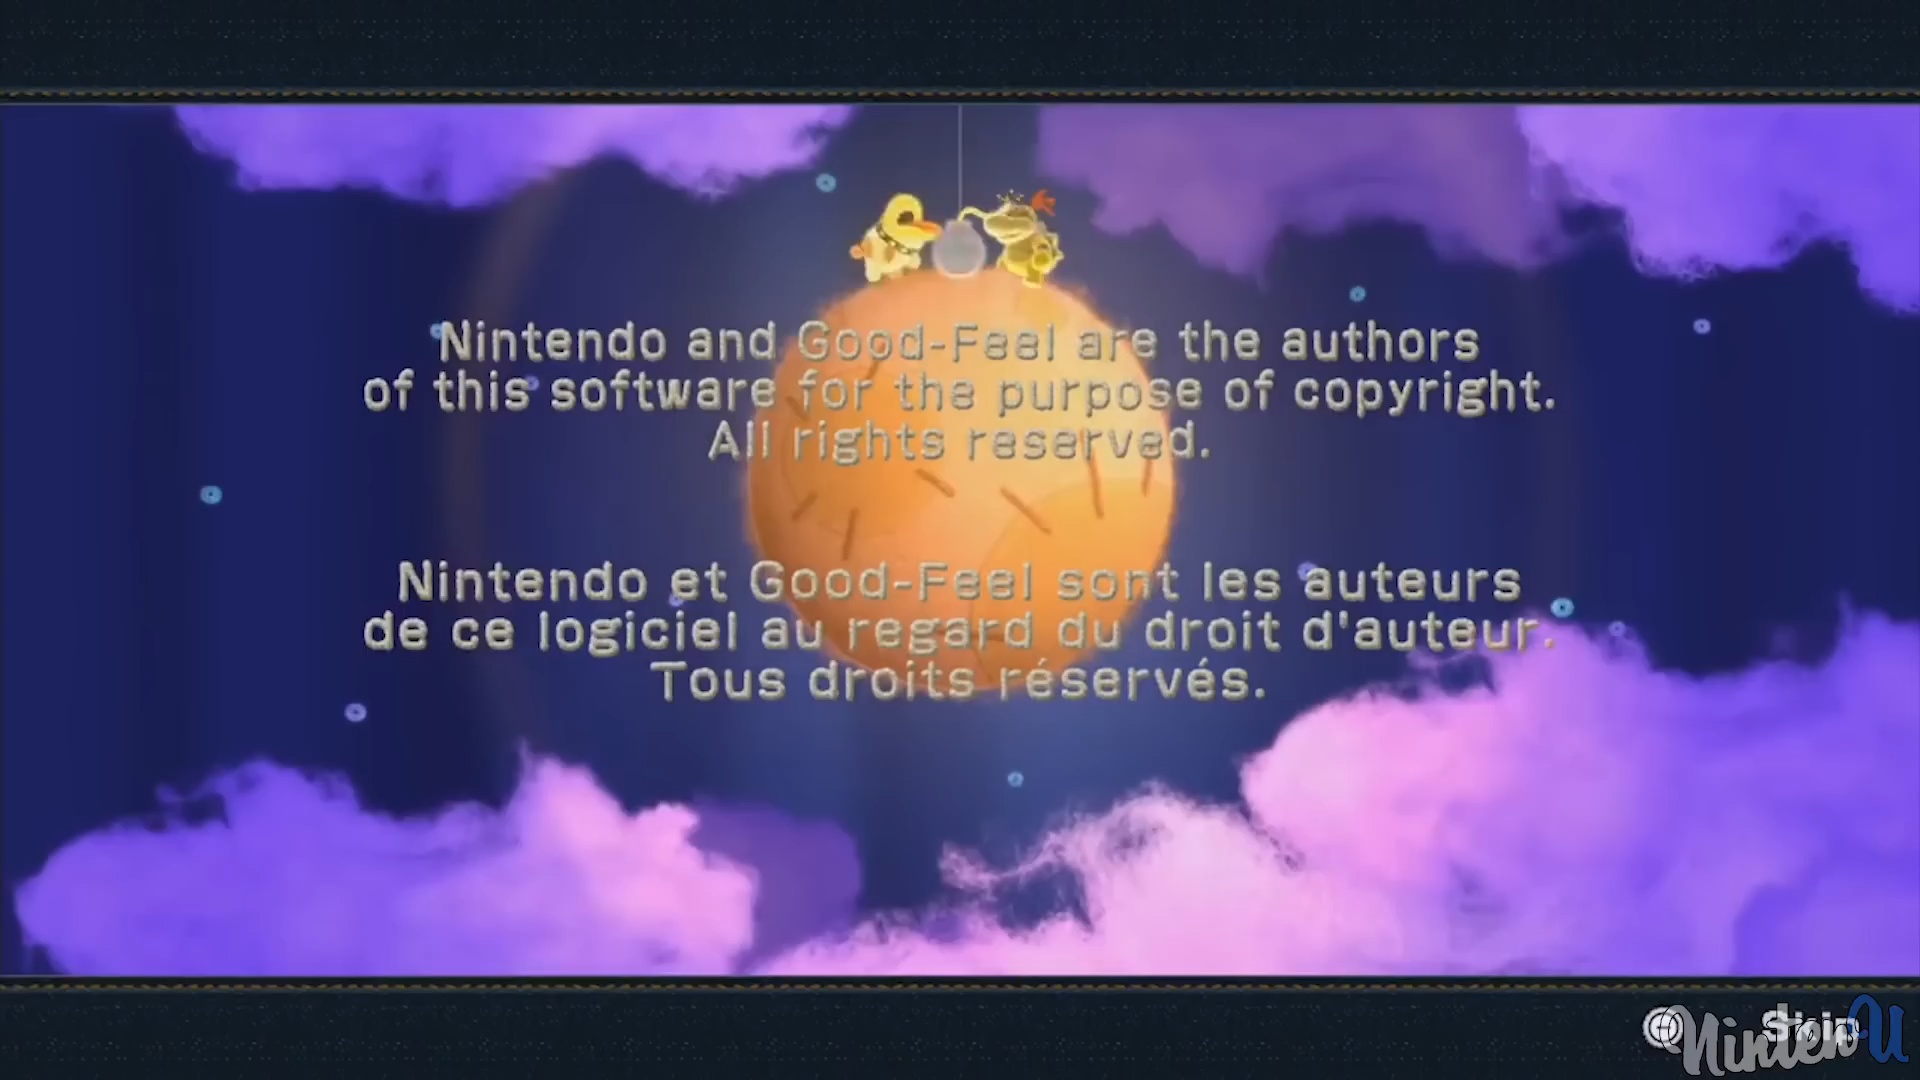 Nintendo and Good-Feel are the authors
of this software for the purpose of copyright.
All rights reserved.
Nintendo et Good-Feel sont les auteurs
de ce logiciel au regard du droit d'auteur.
Tous droits réservés.
Skip
NintenU